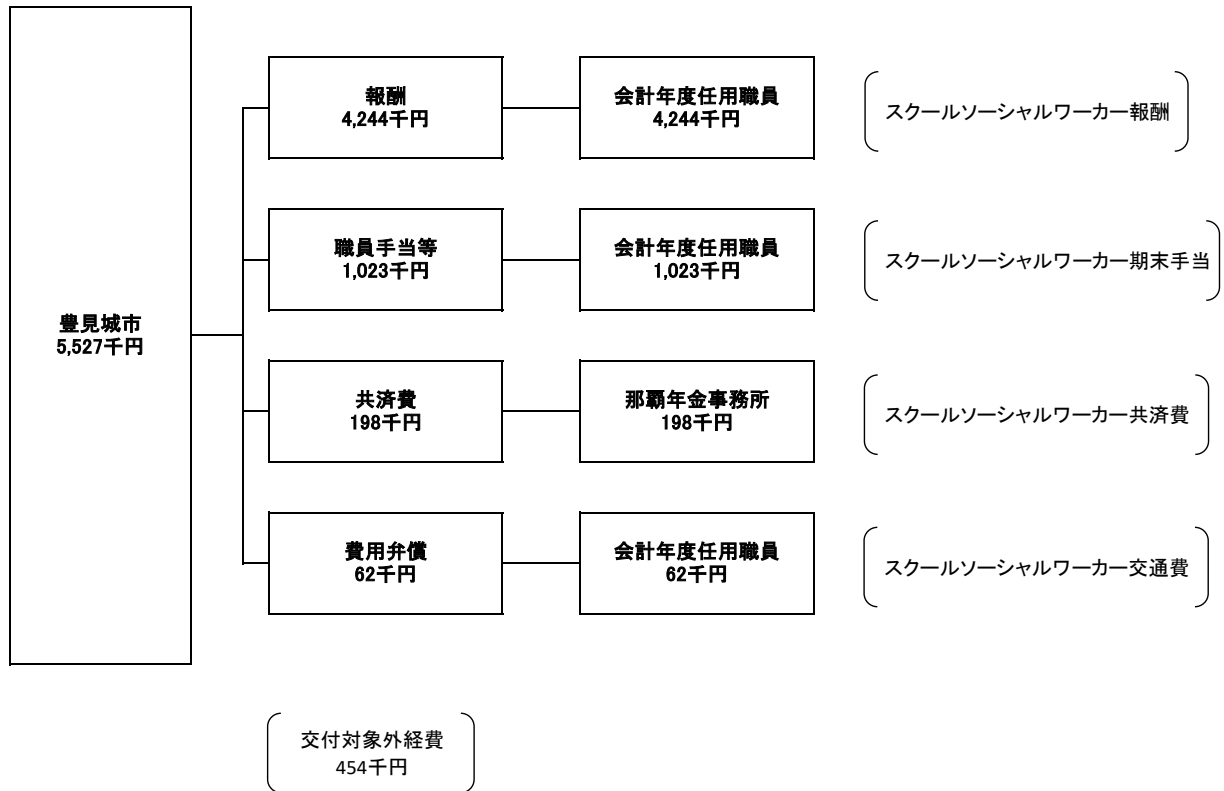 豊見城市
5,527千円
報酬
4,244千円
会計年度任用職員
4,244千円
スクールソーシャルワーカー報酬
職員手当等
1,023千円
会計年度任用職員
1,023千円
スクールソーシャルワーカー期末手当
共済費
198千円
那覇年金事務所
198千円
スクールソーシャルワーカー共済費
費用弁償
62千円
会計年度任用職員
62千円
スクールソーシャルワーカー交通費
交付対象外経費
454千円